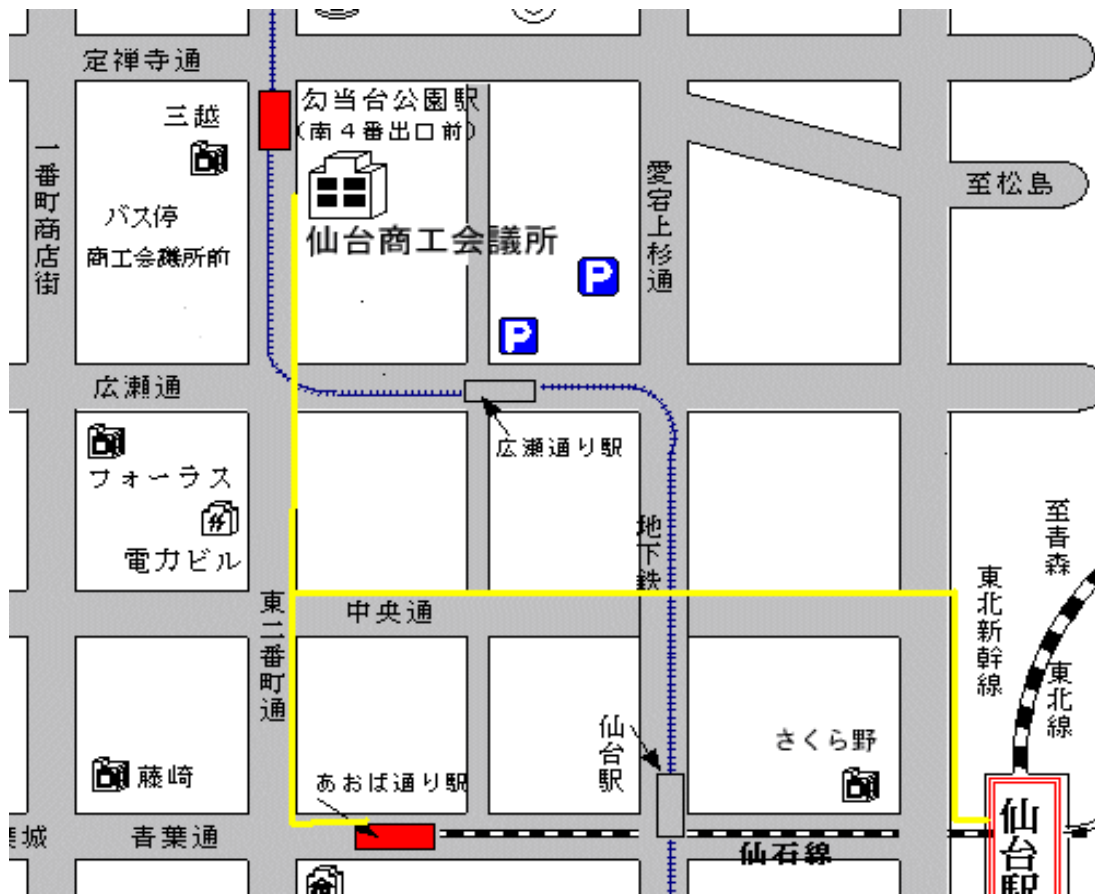 定禅寺通
三越
勾当台公園駅
(南4番出口前)
一番町商店街
愛宕上杉通
至松島
バス停
商工会議所前
仙台商工会議所
P
P
広瀬通
広瀬通り駅
フォーラス
電力ビル
地下鉄
至青森
東北新幹線
東北線
東二番町通
中央通
仙台駅
さくら野
藤崎
あおば通り駅
城
青葉通
仙石線
仙台駅